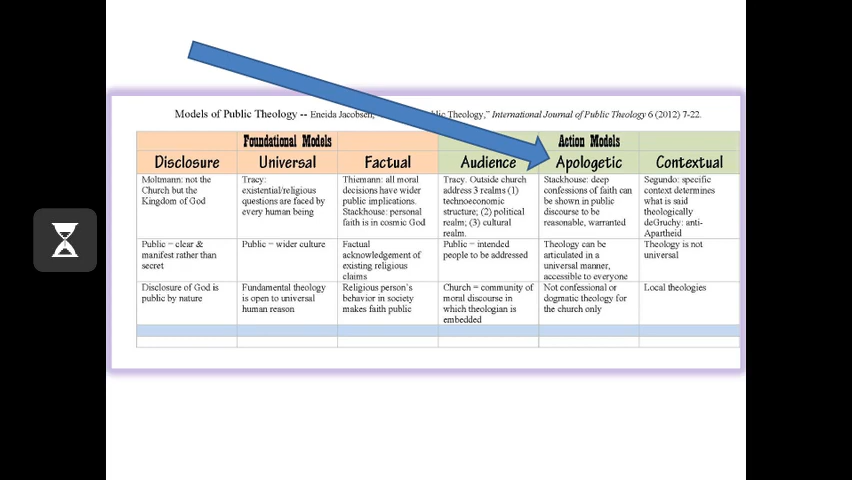 Models of Public Theology -- Eneida Jacobsen, Public Theology," International Journal of Public Theology 6 (2012) 7-22.
Foundational Models
Action Models
Disclosure
Universal
Factual
Audience
Apologetic
Contextual
Moltmann: not the
Church but the
Kingdom of God
Tracy:
existential/religious
questions are faced by
every human being
Thiemann: all moral
decisions have wider
public implications.
Stackhouse: personal
faith is in cosmic God
Tracy. Outside church
address 3 realms (1)
technoeconomic
structure; (2) political
realm; (3) cultural
realm.
Stackhouse: deep
confessions of faith can
be shown in public
discourse to be
reasonable, warranted
Segundo: specific
context determines
what is said
theologically
deGruchy: anti-
Apartheid
Public = clear &
manifest rather than
secret
Public = wider culture
Factual
acknowledgement of
existing religious
claims
Public = intended
people to be addressed
Theology can be
articulated in a
universal manner,
accessible to everyone
Theology is not
universal
Disclosure of God is
public by nature
Fundamental theology
is open to universal
human reason
Religious person's
behavior in society
makes faith public
Church = community of
moral discourse in
which theologian is
embedded
Not confessional or
dogmatic theology for
the church only
Local theologies